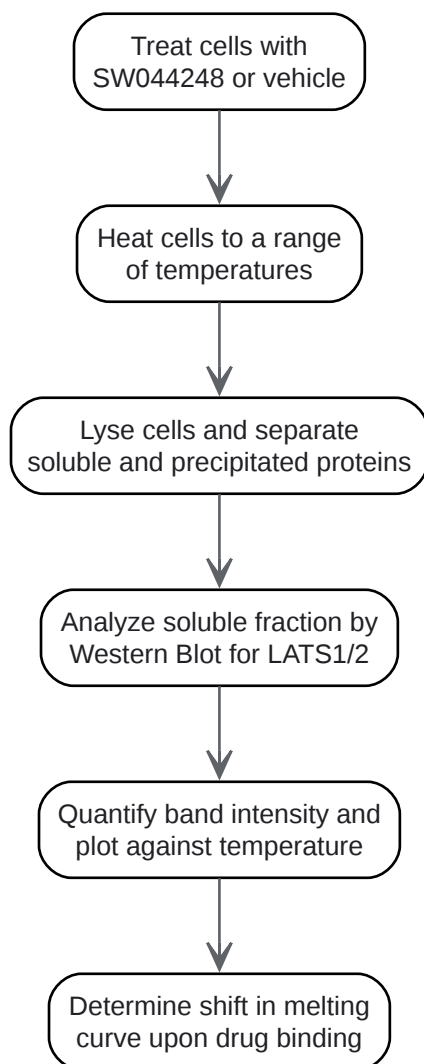 Treat cells with
SW044248 or vehicle
Heat cells to a range
of temperatures
Lyse cells and separate
soluble and precipitated proteins
Analyze soluble fraction by
Western Blot for LATS1/2
Quantify band intensity and
plot against temperature
Determine shift in melting
curve upon drug binding